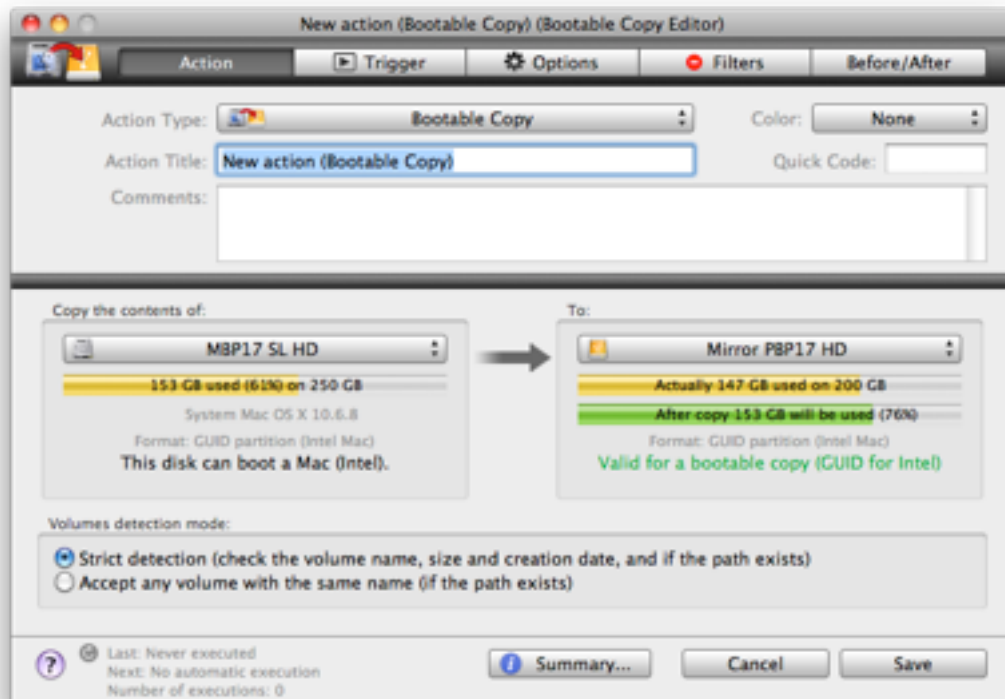 New action (Bootable Copy) (Bootable Copy Editor)
Action Trigger Options Filters Before/After
Action Type: Bootable Copy Color: None
Action Title: New action (Bootable Copy) Quick Code:
Comments:
Copy the contents of: To:
MBP17 SL HD Mirror PBP17 HD
153 GB used (61%) on 250 GB Actually 147 GB used on 200 GB
System Mac OS X 10.6.8 After copy 153 GB will be used (76%)
Format: GUID partition (Intel Mac) Format: GUID partition (Intel Mac)
This disk can boot a Mac (Intel). Valid for a bootable copy (GUID for Intel)
Volumes detection mode:
Strict detection (check the volume name, size and creation date, and if the path exists)
Accept any volume with the same name (if the path exists)
? Last: Never executed
Next: No automatic execution
Number of executions: 0
Summary... Cancel Save